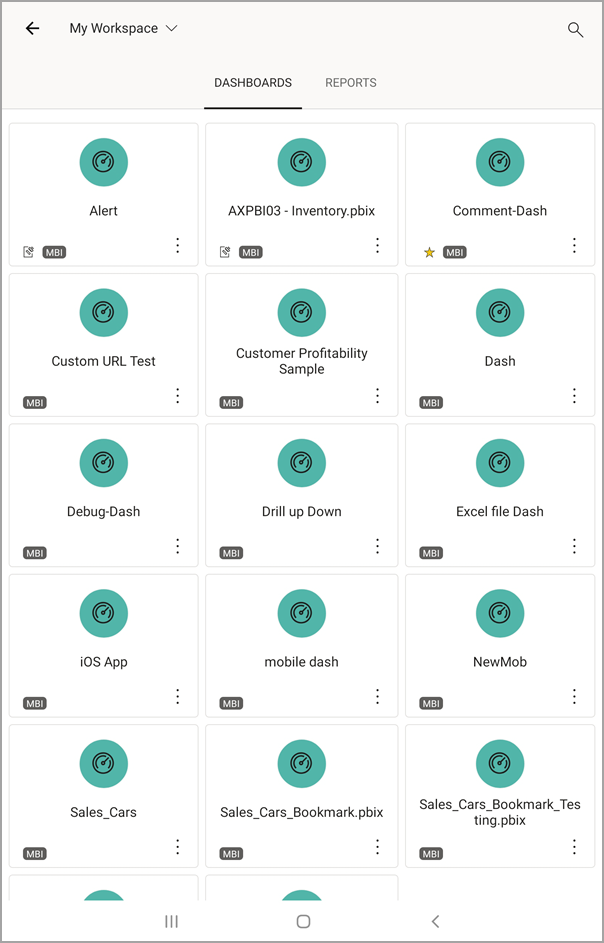 My Workspace
DASHBOARDS REPORTS
Alert
MBI
AXPBI03 - Inventory.pbix
MBI
Comment-Dash
MBI
Custom URL Test
MBI
Customer Profitability
Sample
MBI
Dash
MBI
Debug-Dash
MBI
Drill up Down
MBI
Excel file Dash
MBI
iOS App
MBI
mobile dash
MBI
NewMob
MBI
Sales_Cars
MBI
Sales_Cars_Bookmark.pbix
MBI
Sales_Cars_Bookmark_Tes
ting.pbix
MBI